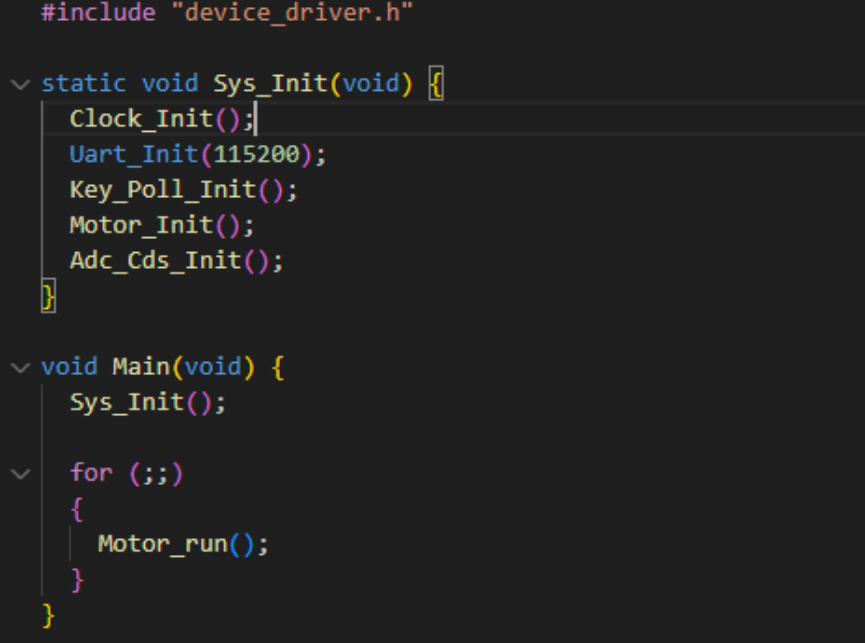 #include "device_driver.h"
static void Sys_Init(void) {
Clock_Init();
Uart_Init(115200);
Key_Poll_Init();
Motor_Init();
Adc_Cds_Init();
}
void Main(void) {
Sys_Init();
for (;;)
{
Motor_run();
}
}